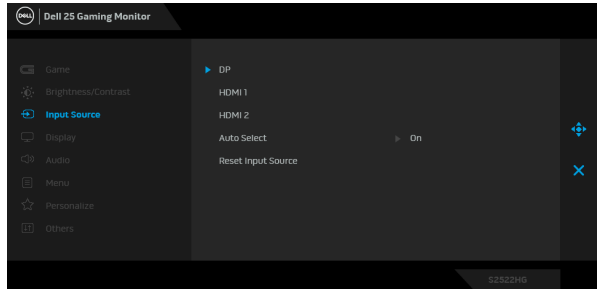 DELL Dell 25 Gaming Monitor
Game
Brightness/Contrast
Input Source
Display
Audio
Menu
Personalize
Others
DP
HDMI 1
HDMI 2
Auto Select On
Reset Input Source
S2522HG